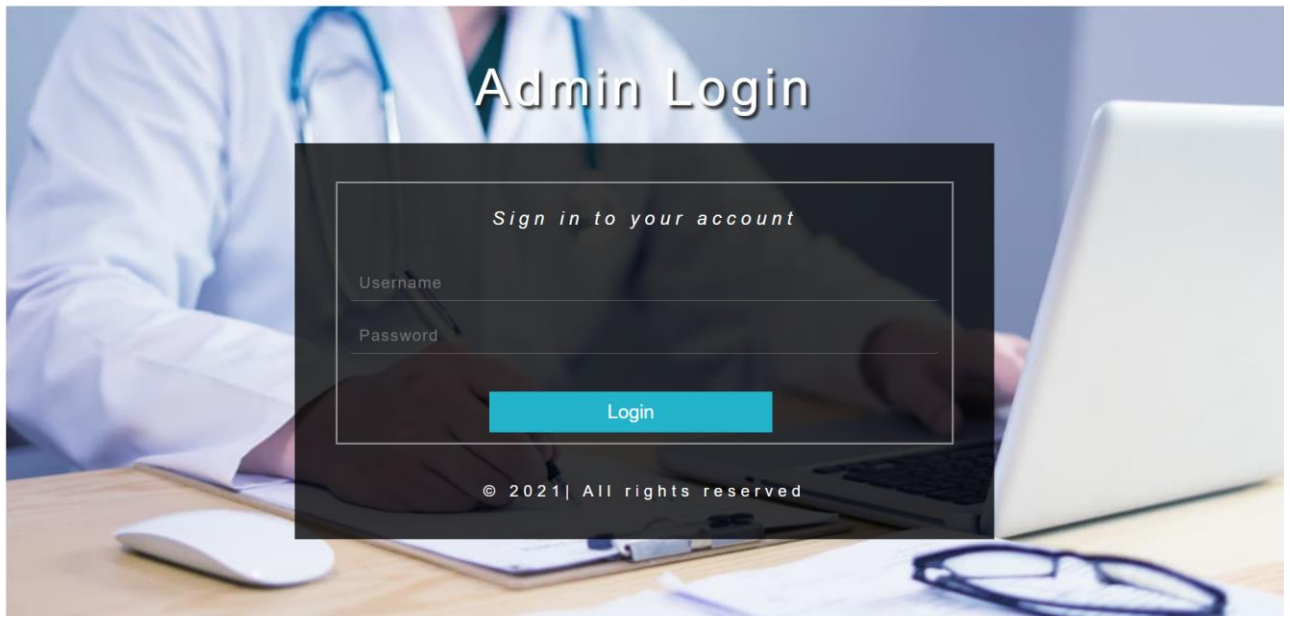 Admin Login
Sign in to your account
Username
Password
Login
© 2021| All rights reserved